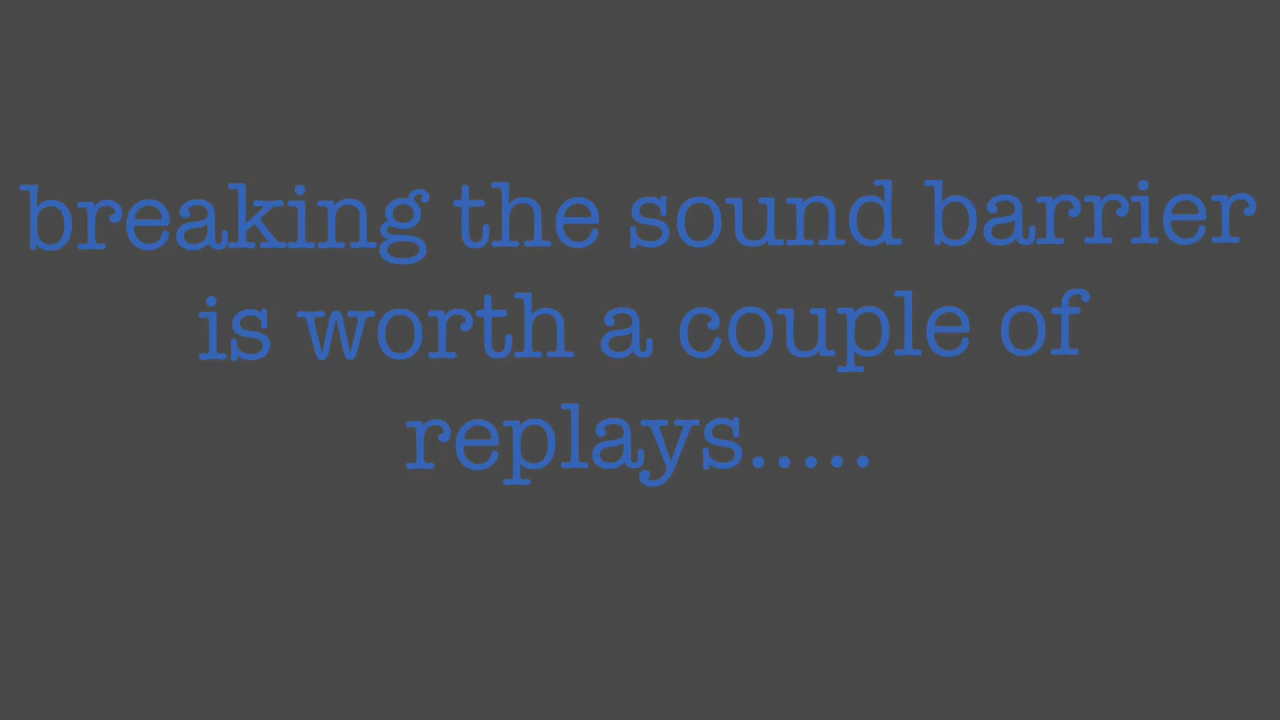 breaking the sound barrier
is worth a couple of
replays.....